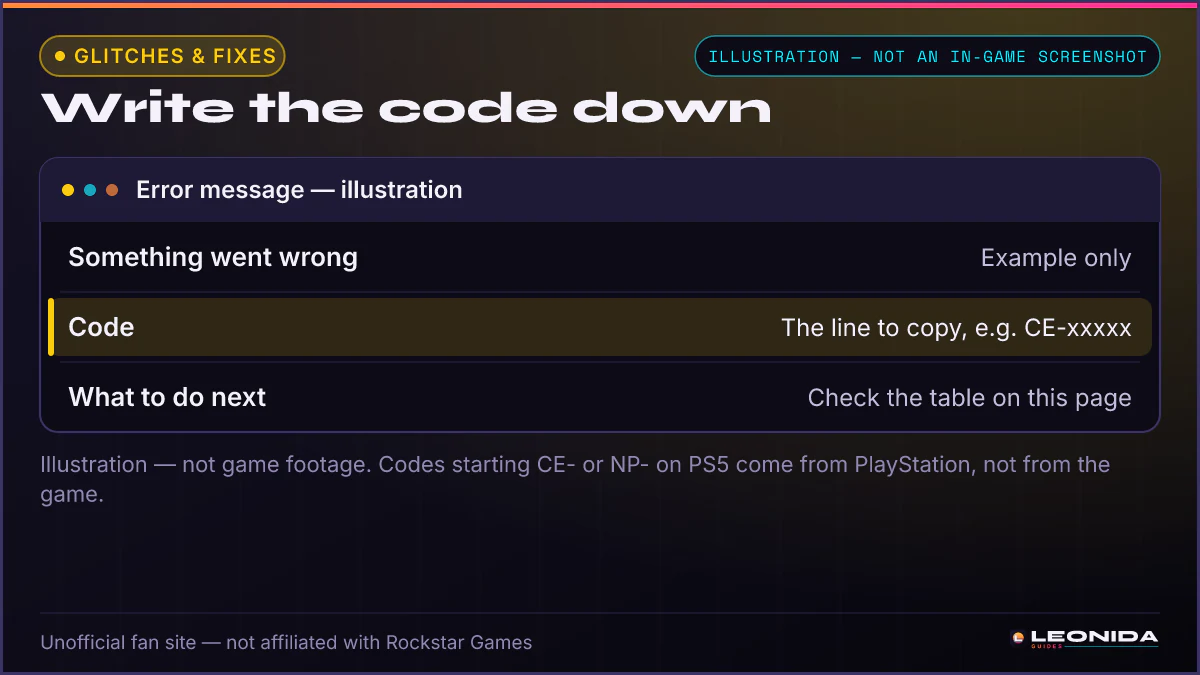 GLITCHES & FIXES
ILLUSTRATION — NOT AN IN-GAME SCREENSHOT
Write the code down
Error message — illustration
Something went wrong
Example only
Code
The line to copy, e.g. CE-xxxxx
What to do next
Check the table on this page
Illustration — not game footage. Codes starting CE- or NP- on PS5 come from PlayStation, not from the
game.
Unofficial fan site — not affiliated with Rockstar Games
LEONIDA
GUIDES